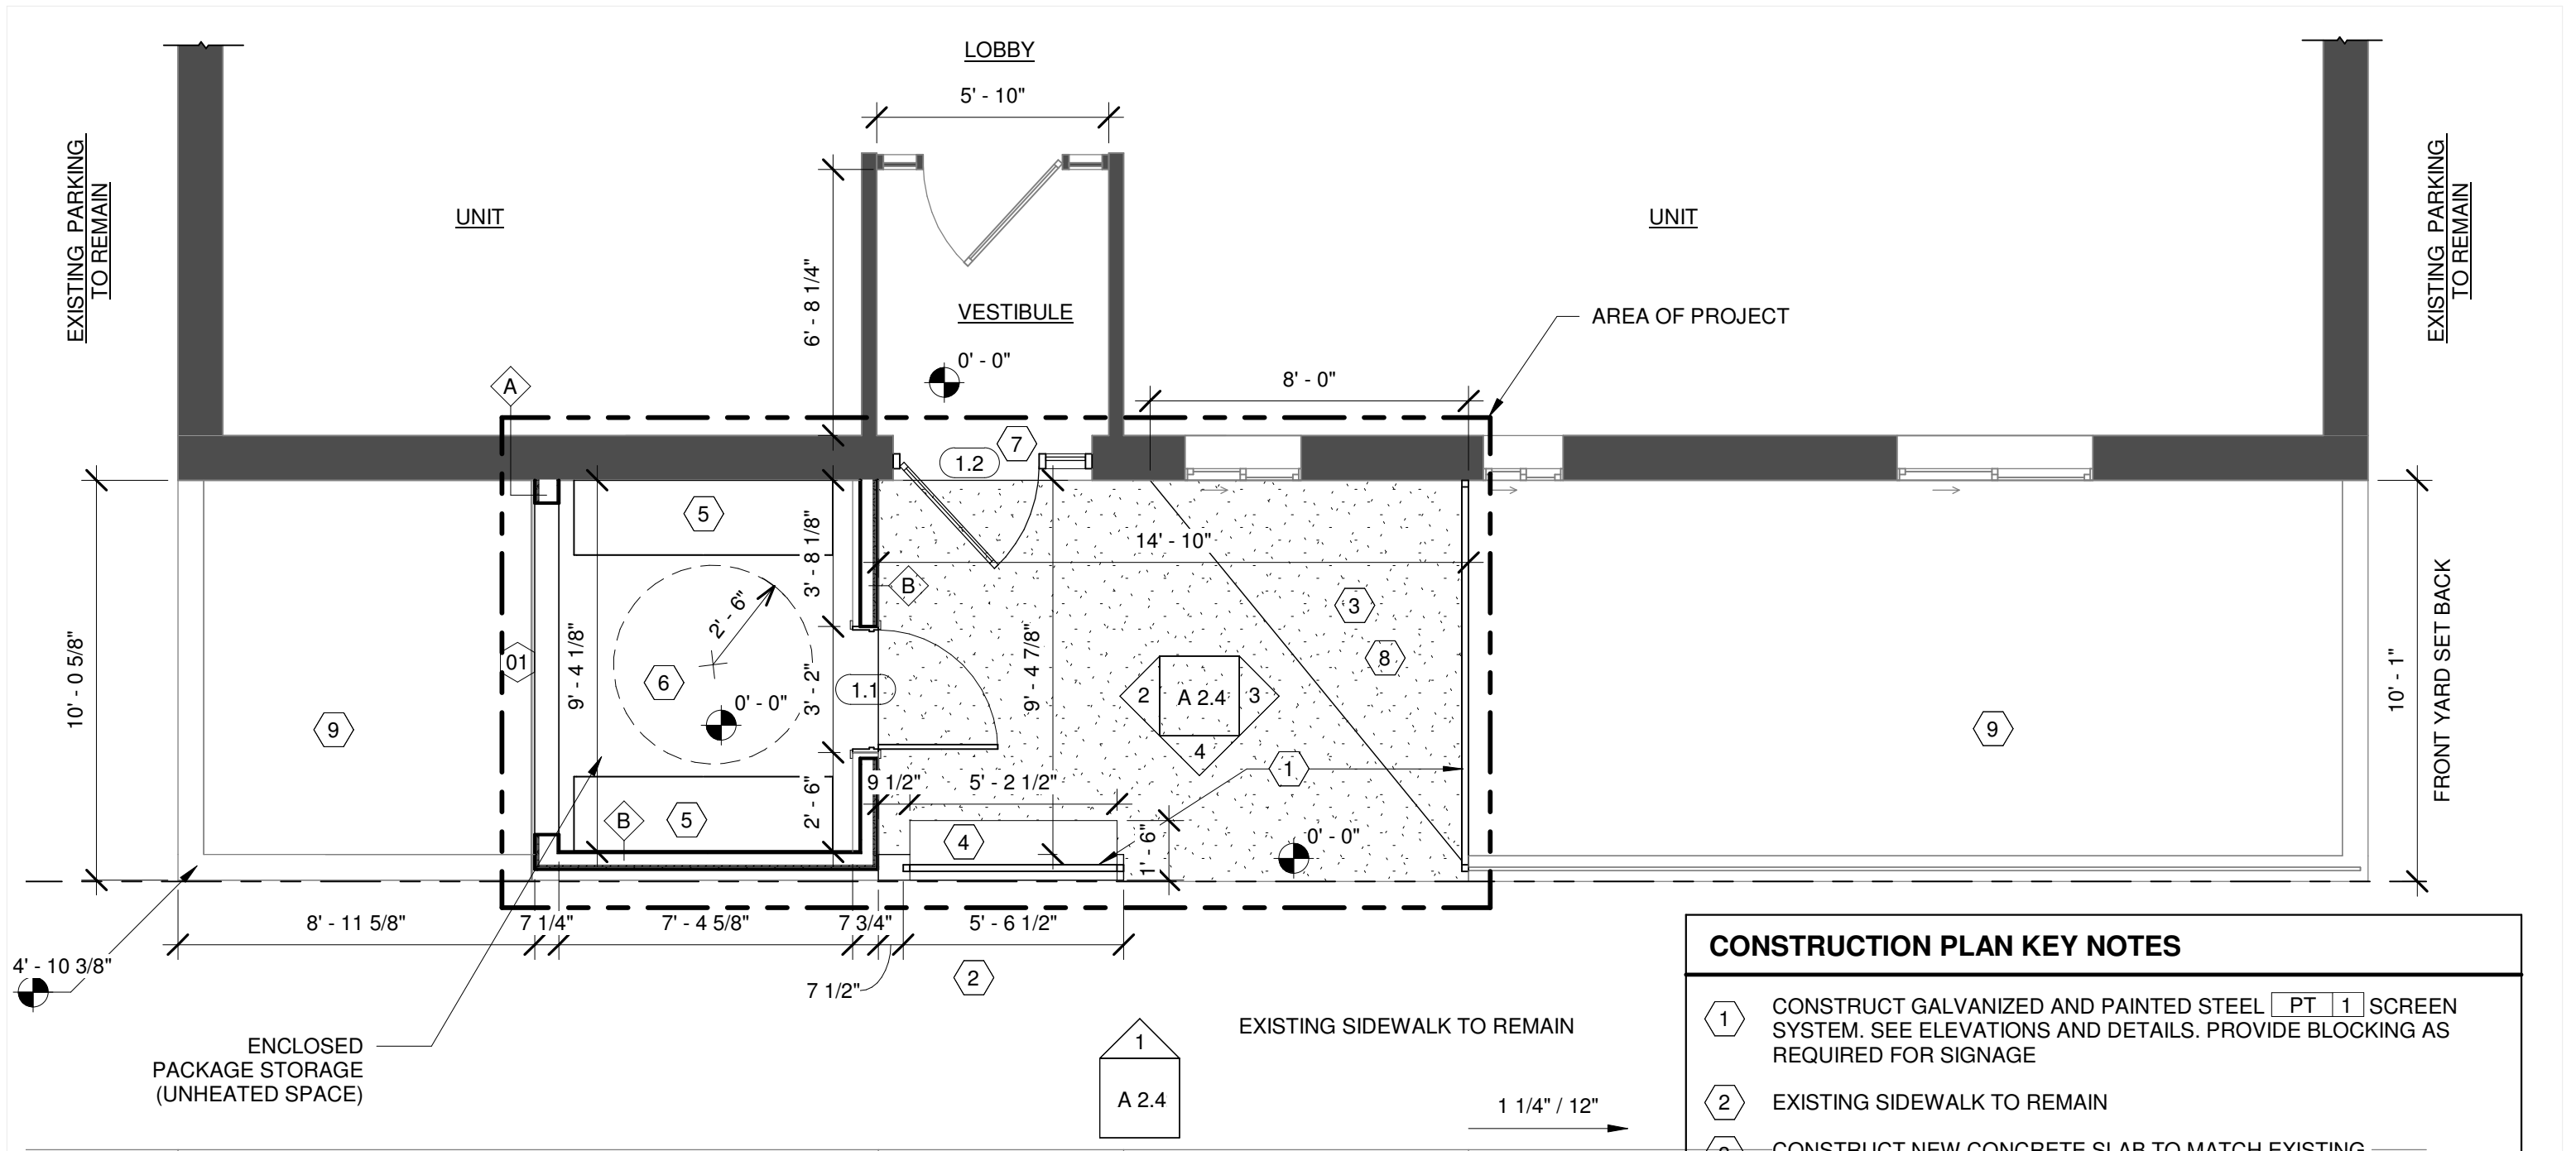 LOBBY
5' - 10"
EXISTING PARKING
TO REMAIN
UNIT
UNIT
EXISTING PARKING
TO REMAIN
6' - 8 1/4"
VESTIBULE
AREA OF PROJECT
0' - 0"
A
8' - 0"
7
1.2
5
3' - 8 1/8"
14' - 10"
B
3
2' - 6"
10' - 0 5/8"
01
9' - 4 1/8"
6
0' - 0"
3' - 2"
1.1
9' - 4 7/8"
8
2
A 2.4
3
4
10' - 1"
FRONT YARD SET BACK
9
9
1
9 1/2"
5' - 2 1/2"
2' - 6"
B
5
4
1' - 6"
0' - 0"
8' - 11 5/8"
7 1/4"
7' - 4 5/8"
7 3/4"
5' - 6 1/2"
4' - 10 3/8"
7 1/2"
2
ENCLOSED
PACKAGE STORAGE
(UNHEATED SPACE)
1
A 2.4
EXISTING SIDEWALK TO REMAIN
1 1/4" / 12"
CONSTRUCTION PLAN KEY NOTES
1 CONSTRUCT GALVANIZED AND PAINTED STEEL PT 1 SCREEN
SYSTEM. SEE ELEVATIONS AND DETAILS. PROVIDE BLOCKING AS
REQUIRED FOR SIGNAGE
2 EXISTING SIDEWALK TO REMAIN
CONSTRUCT NEW CONCRETE SLAB TO MATCH EXISTING